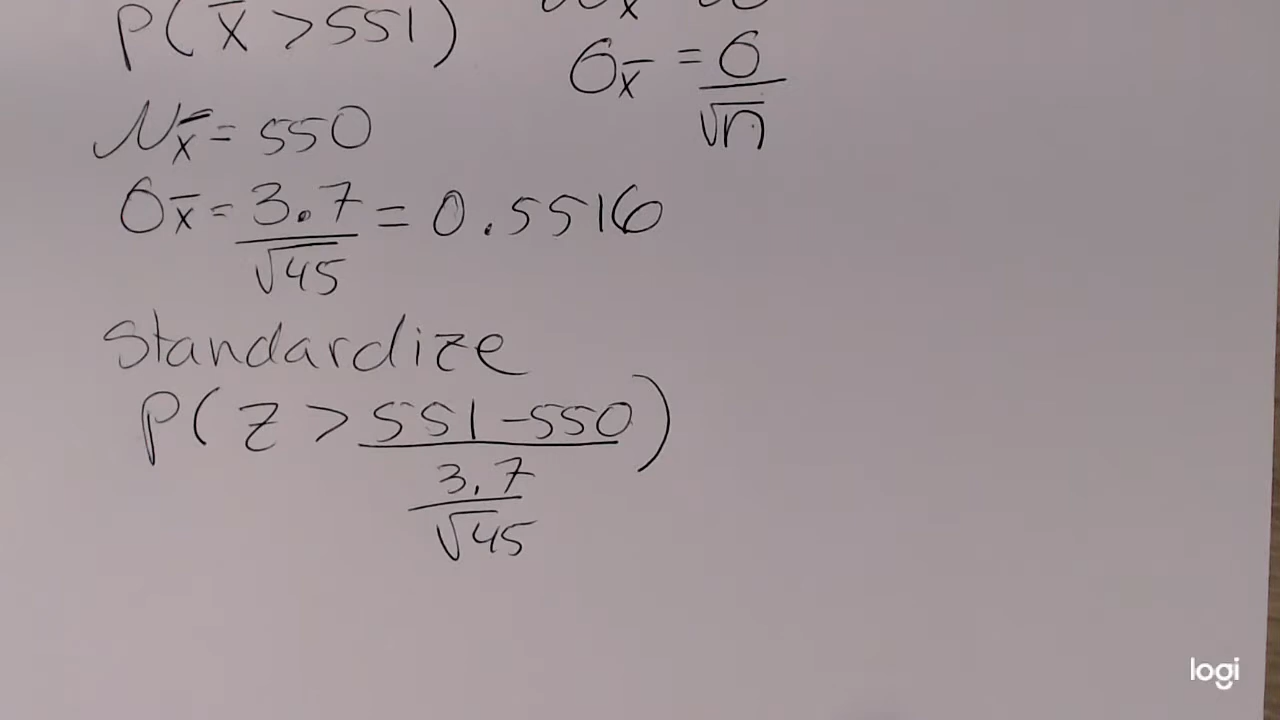 P(x̄ > 551)
σx̄ = σ/√n
μx̄ = 550
σx̄ = 3.7/√45 = 0.5516
Standardize
P(z > (551-550)/(3.7/√45))
logi